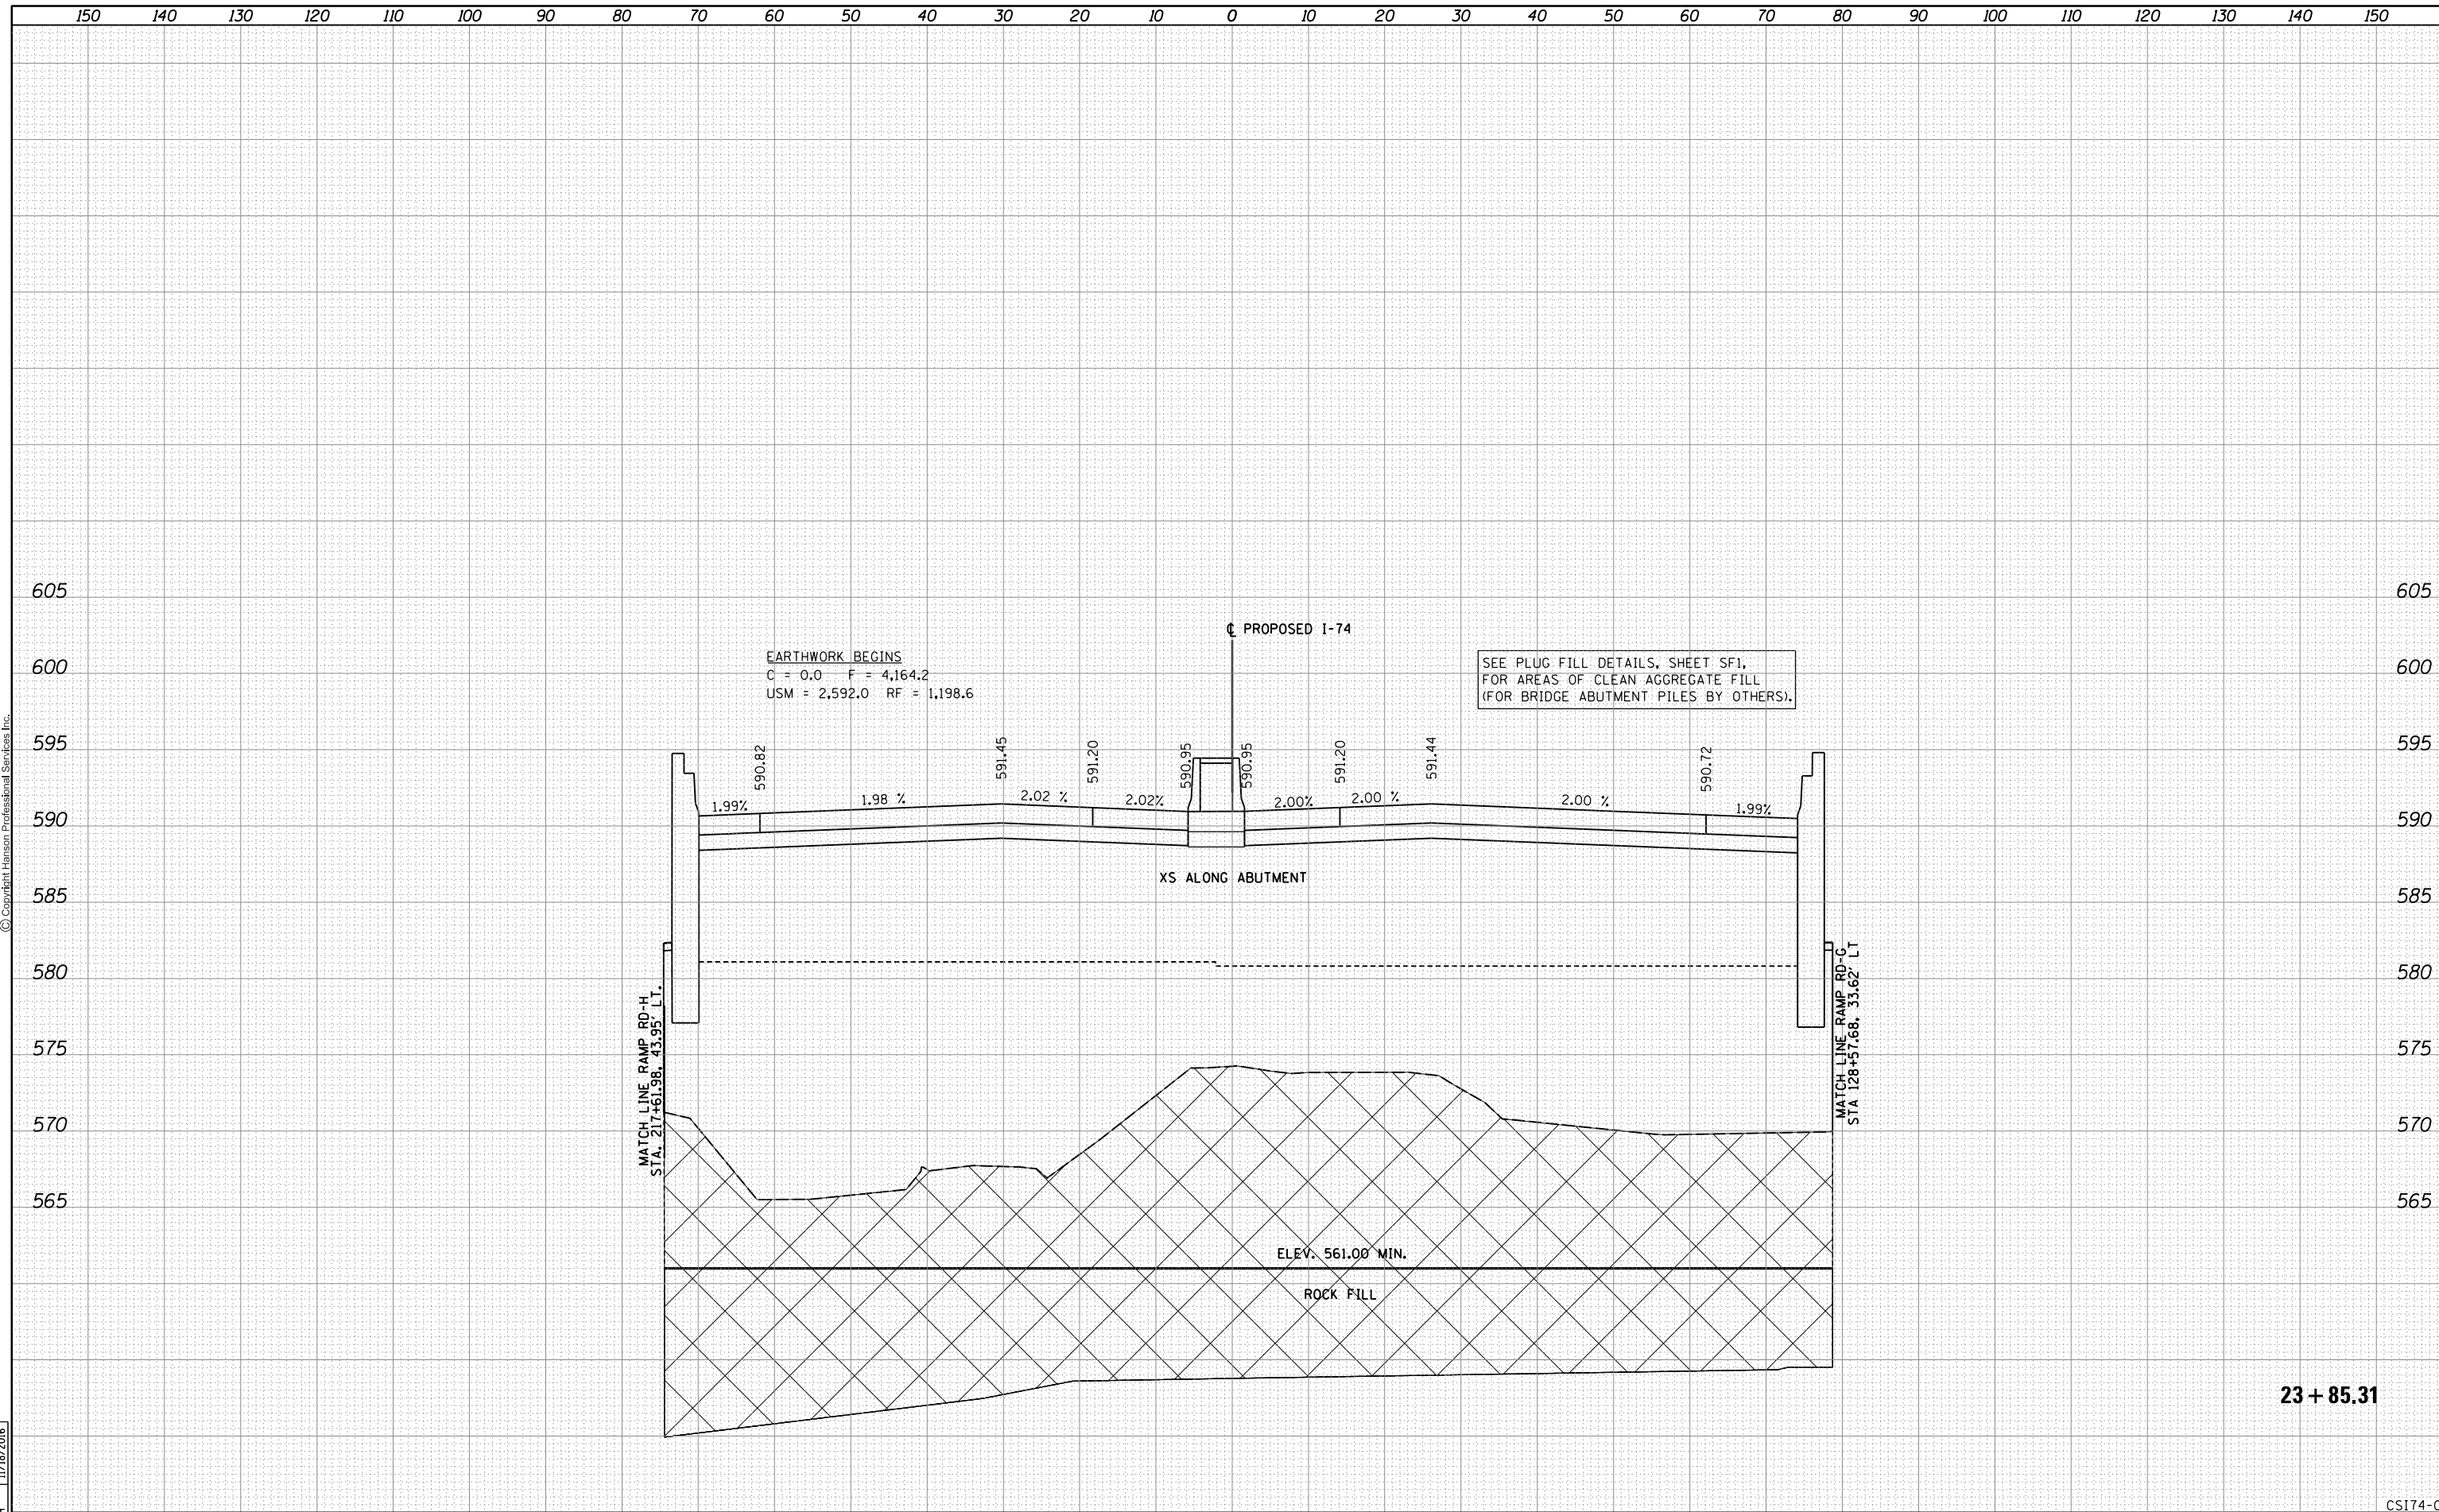 150 140 130 120 110 100 90 80 70 60 50 40 30 20 10 0 10 20 30 40 50 60 70 80 90 100 110 120 130 140 150
605 605
℄ PROPOSED I-74
EARTHWORK BEGINS
C = 0.0 F = 4,164.2
USM = 2,592.0 RF = 1,198.6
SEE PLUG FILL DETAILS, SHEET SF1,
FOR AREAS OF CLEAN AGGREGATE FILL
(FOR BRIDGE ABUTMENT PILES BY OTHERS).
600 600
595 595
590.82 591.45 591.20 590.95 590.95 591.20 591.44 590.72
1.99% 1.98 % 2.02 % 2.02% 2.00% 2.00 % 2.00 % 1.99%
590 590
XS ALONG ABUTMENT
585 585
580 580
MATCH LINE RAMP RD-H
STA. 217+61.98, 43.95' LT.
MATCH LINE RAMP RD-G
STA 128+57.68, 33.62' LT
575 575
570 570
565 565
ELEV. 561.00 MIN.
ROCK FILL
23+85.31
© Copyright Hanson Professional Services Inc.
11/18/2016